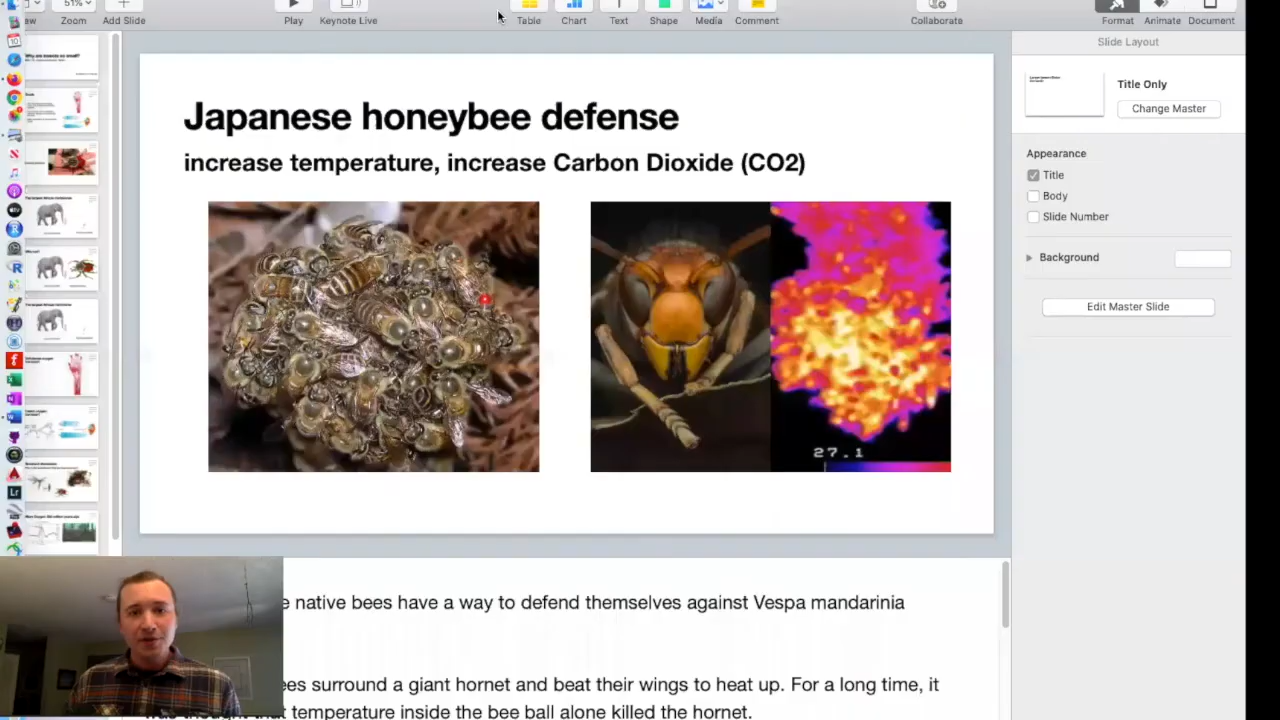 51%
Zoom
Add Slide
Play
Keynote Live
Table
Chart
Text
Shape
Media
Comment
Collaborate
Format
Animate
Document
Slide Layout
Title Only
Change Master
Appearance
Title
Body
Slide Number
Background
Edit Master Slide
Japanese honeybee defense
increase temperature, increase Carbon Dioxide (CO2)
27.1
native bees have a way to defend themselves against Vespa mandarinia
surround a giant hornet and beat their wings to heat up. For a long time, it
temperature inside the bee ball alone killed the hornet.